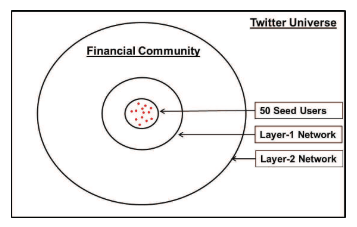 Twitter Universe
Financial Community
50 Seed Users
Layer-1 Network
Layer-2 Network